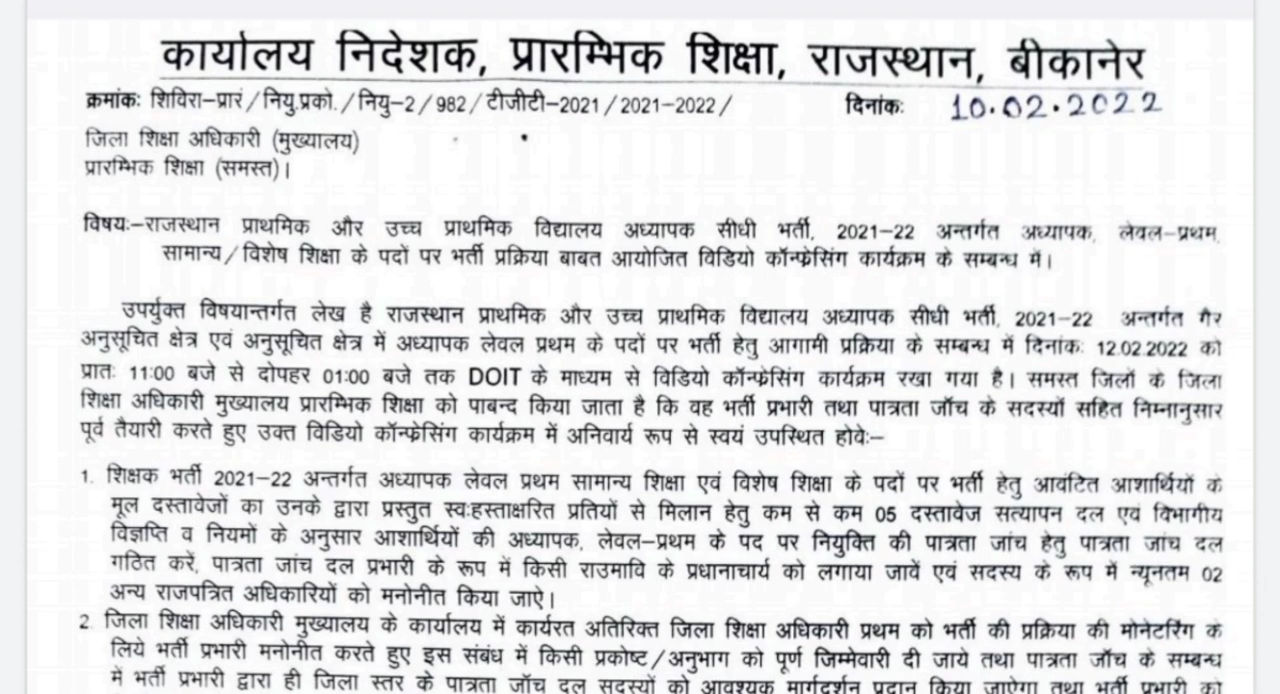 कार्यालय निदेशक, प्रारम्भिक शिक्षा, राजस्थान, बीकानेर
क्रमांकः शिविरा-प्रारं/नियु.प्रको./नियु-2/982/टीजीटी-2021/2021-2022/ दिनांकः 10.02.2022
जिला शिक्षा अधिकारी (मुख्यालय)
प्रारम्भिक शिक्षा (समस्त)।
विषयः-राजस्थान प्राथमिक और उच्च प्राथमिक विद्यालय अध्यापक सीधी भर्ती, 2021-22 अन्तर्गत अध्यापक, लेवल-प्रथम,
सामान्य/विशेष शिक्षा के पदों पर भर्ती प्रक्रिया बाबत आयोजित विडियो कॉन्फ्रेसिंग कार्यक्रम के सम्बन्ध में।
उपर्युक्त विषयान्तर्गत लेख है राजस्थान प्राथमिक और उच्च प्राथमिक विद्यालय अध्यापक सीधी भर्ती, 2021-22 अन्तर्गत गैर
अनुसूचित क्षेत्र एवं अनुसूचित क्षेत्र में अध्यापक लेवल प्रथम के पदों पर भर्ती हेतु आगामी प्रक्रिया के सम्बन्ध में दिनांकः 12.02.2022 को
प्रातः 11:00 बजे से दोपहर 01:00 बजे तक DOIT के माध्यम से विडियो कॉन्फ्रेसिंग कार्यक्रम रखा गया है। समस्त जिलों के जिला
शिक्षा अधिकारी मुख्यालय प्रारम्भिक शिक्षा को पाबन्द किया जाता है कि वह भर्ती प्रभारी तथा पात्रता जॉच के सदस्यों सहित निम्नानुसार
पूर्व तैयारी करते हुए उक्त विडियो कॉन्फ्रेसिंग कार्यक्रम में अनिवार्य रूप से स्वयं उपस्थित होवेः-
1. शिक्षक भर्ती 2021-22 अन्तर्गत अध्यापक लेवल प्रथम सामान्य शिक्षा एवं विशेष शिक्षा के पदों पर भर्ती हेतु आवंटित आशार्थियों के
मूल दस्तावेजों का उनके द्वारा प्रस्तुत स्वःहस्ताक्षरित प्रतियों से मिलान हेतु कम से कम 05 दस्तावेज सत्यापन दल एवं विभागीय
विज्ञप्ति व नियमों के अनुसार आशार्थियों की अध्यापक, लेवल-प्रथम के पद पर नियुक्ति की पात्रता जांच हेतु पात्रता जांच दल
गठित करें, पात्रता जांच दल प्रभारी के रूप में किसी राउमावि के प्रधानाचार्य को लगाया जावें एवं सदस्य के रूप में न्यूनतम 02
अन्य राजपत्रित अधिकारियों को मनोनीत किया जाऐ।
2. जिला शिक्षा अधिकारी मुख्यालय के कार्यालय में कार्यरत अतिरिक्त जिला शिक्षा अधिकारी प्रथम को भर्ती की प्रक्रिया की मोनेटरिंग के
लिये भर्ती प्रभारी मनोनीत करते हुए इस संबंध में किसी प्रकोष्ट/अनुभाग को पूर्ण जिम्मेवारी दी जाये तथा पात्रता जॉच के सम्बन्ध
में भर्ती प्रभारी द्वारा ही जिला स्तर के पात्रता जॉच दल सदस्यों को आवश्यक मार्गदर्शन प्रदान किया जाऐगा तथा भर्ती प्रभारी को